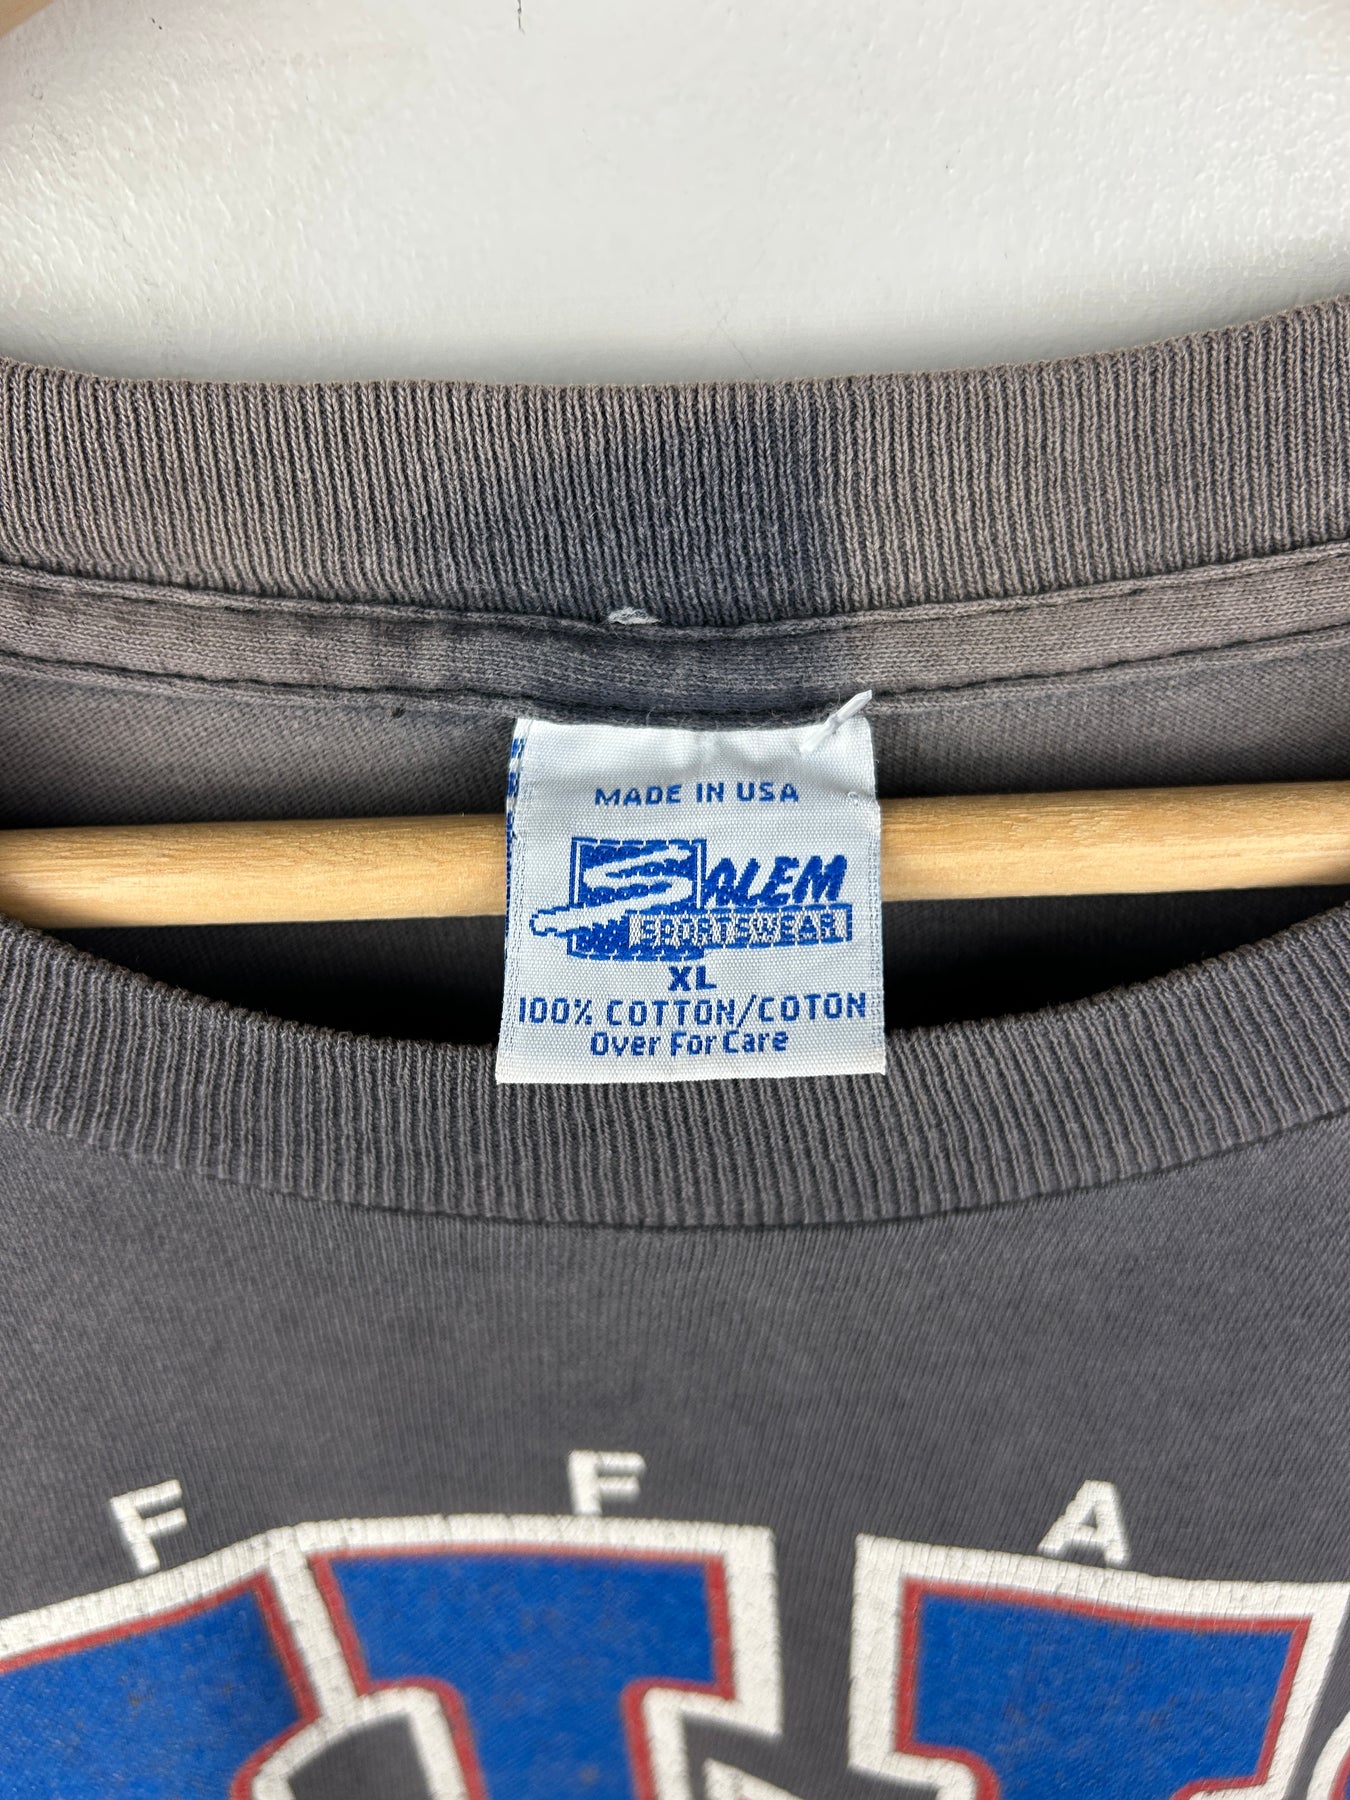 MADE IN USA
SALEM
SPORTSWEAR
XL
100% COTTON/COTON
Over For Care
F F A